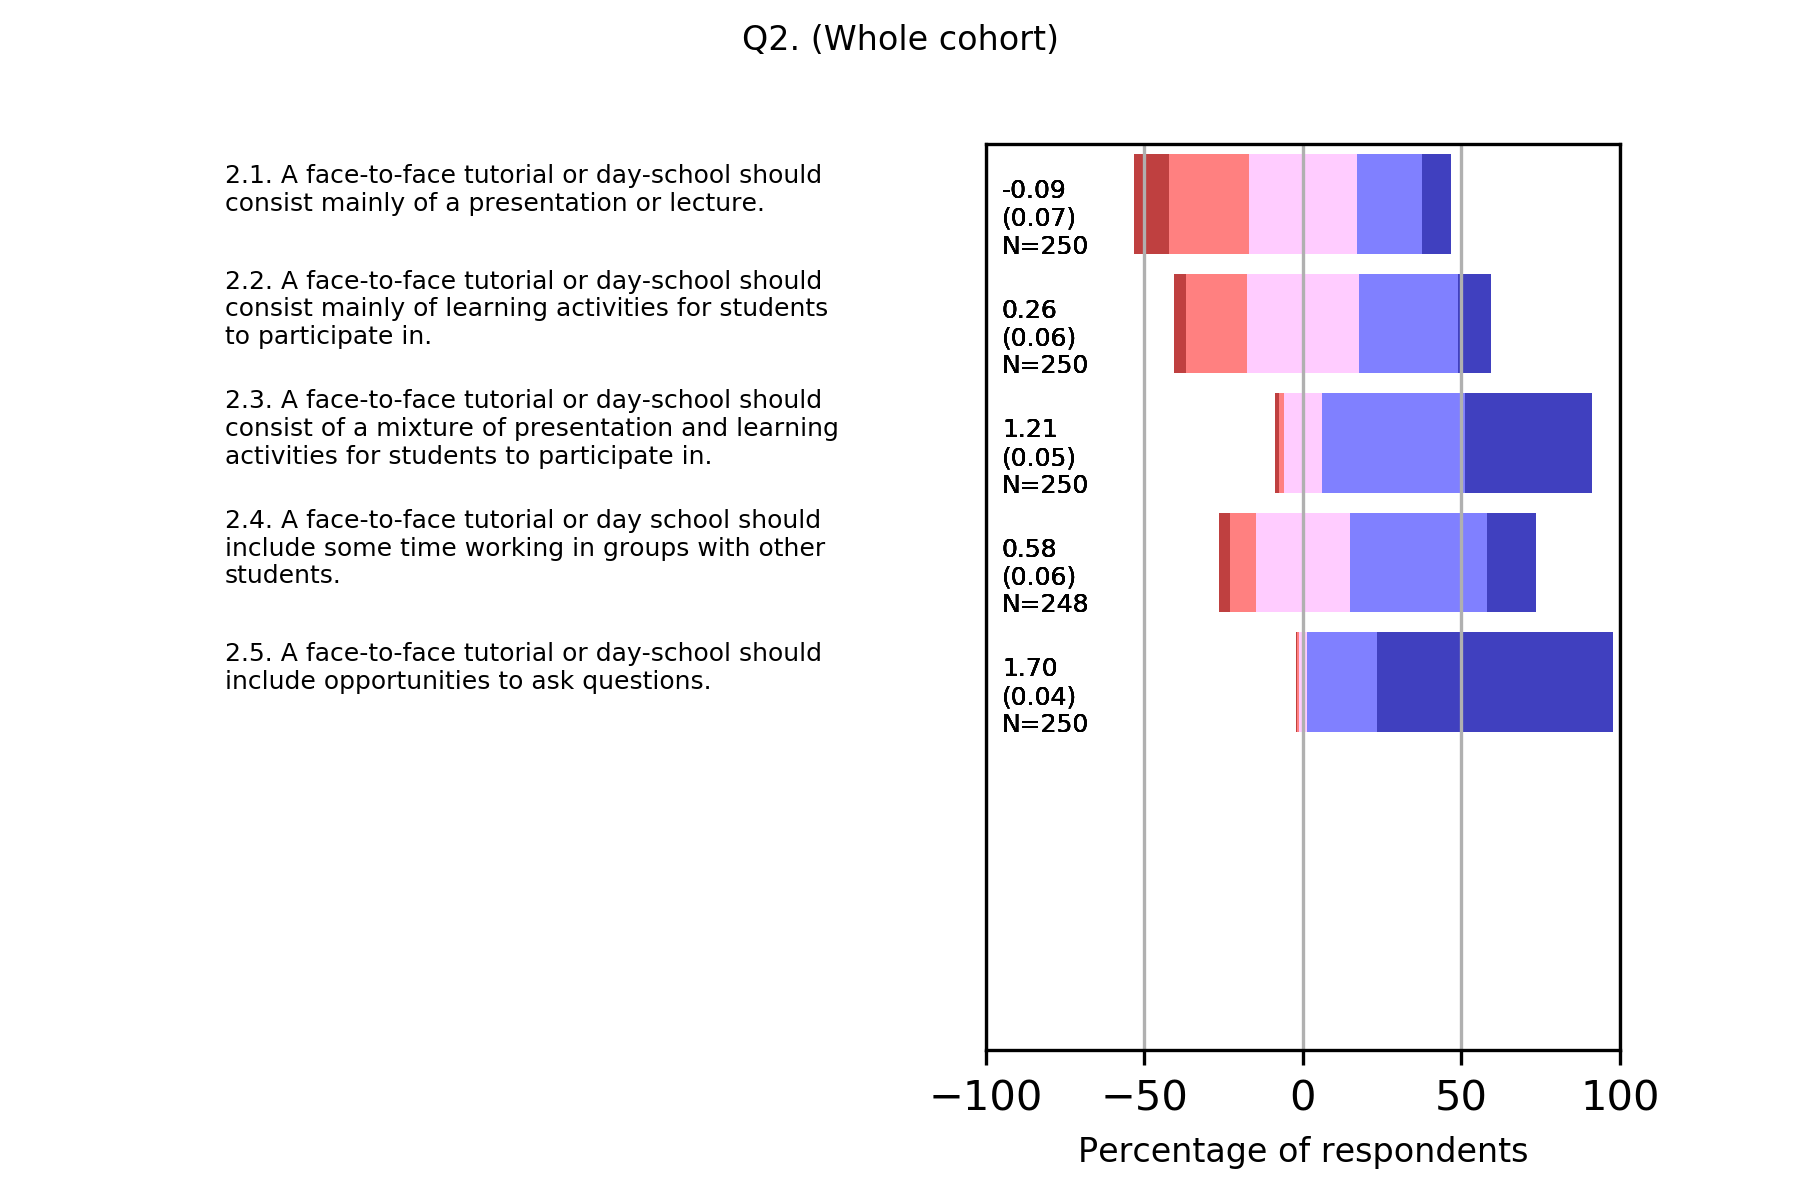 Q2. (Whole cohort)
2.1. A face-to-face tutorial or day-school should
consist mainly of a presentation or lecture.
-0.09
(0.07)
N=250
2.2. A face-to-face tutorial or day-school should
consist mainly of learning activities for students
to participate in.
0.26
(0.06)
N=250
2.3. A face-to-face tutorial or day-school should
consist of a mixture of presentation and learning
activities for students to participate in.
1.21
(0.05)
N=250
2.4. A face-to-face tutorial or day school should
include some time working in groups with other
students.
0.58
(0.06)
N=248
2.5. A face-to-face tutorial or day-school should
include opportunities to ask questions.
1.70
(0.04)
N=250
−100 −50 0 50 100
Percentage of respondents